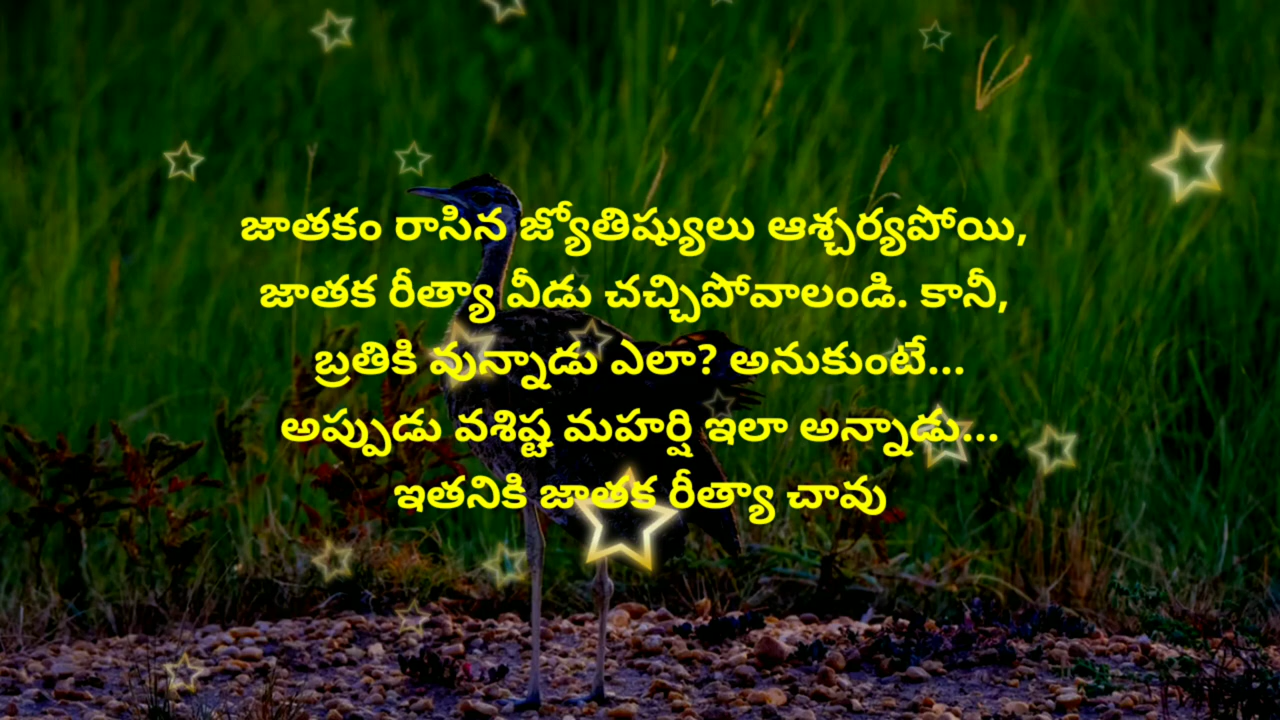 జాతకం రాసిన జ్యోతిష్యులు ఆశ్చర్యపోయి,
జాతక రీత్యా వీడు చచ్చిపోవాలండి. కానీ,
బ్రతికి వున్నాడు ఎలా? అనుకుంటే...
అప్పుడు వశిష్ట మహర్షి ఇలా అన్నాడు...
ఇతనికి జాతక రీత్యా చావు